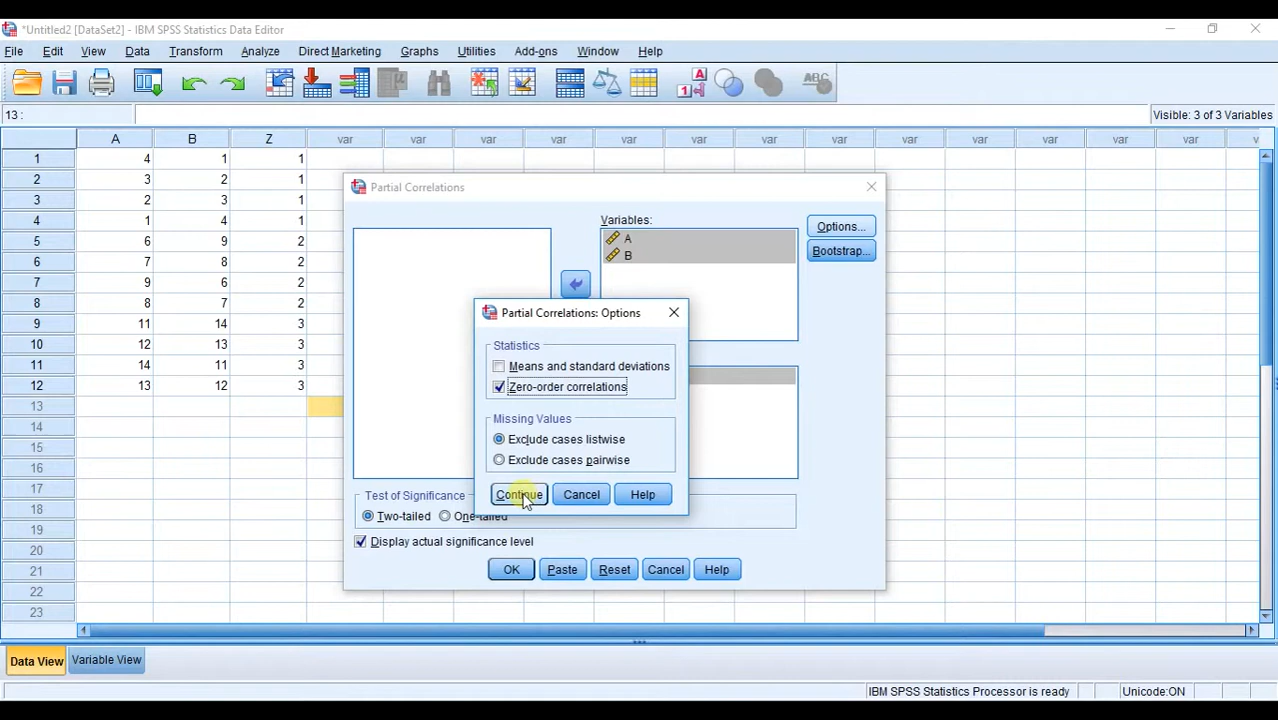 *Untitled2 [DataSet2] - IBM SPSS Statistics Data Editor
File Edit View Data Transform Analyze Direct Marketing Graphs Utilities Add-ons Window Help
13 :
Visible: 3 of 3 Variables
A B Z var var var var var var var var var var var var
1 4 1 1
2 3 2 1
3 2 3 1
4 1 4 1
5 6 9 2
6 7 8 2
7 9 6 2
8 8 7 2
9 11 14 3
10 12 13 3
11 14 11 3
12 13 12 3
13
14
15
16
17
18
19
20
21
22
23
Partial Correlations
Variables:
A
B
Options...
Bootstrap...
Partial Correlations: Options
Statistics
Means and standard deviations
Zero-order correlations
Missing Values
Exclude cases listwise
Exclude cases pairwise
Continue Cancel Help
Test of Significance
Two-tailed One-tailed
Display actual significance level
OK Paste Reset Cancel Help
Data View Variable View
IBM SPSS Statistics Processor is ready Unicode:ON